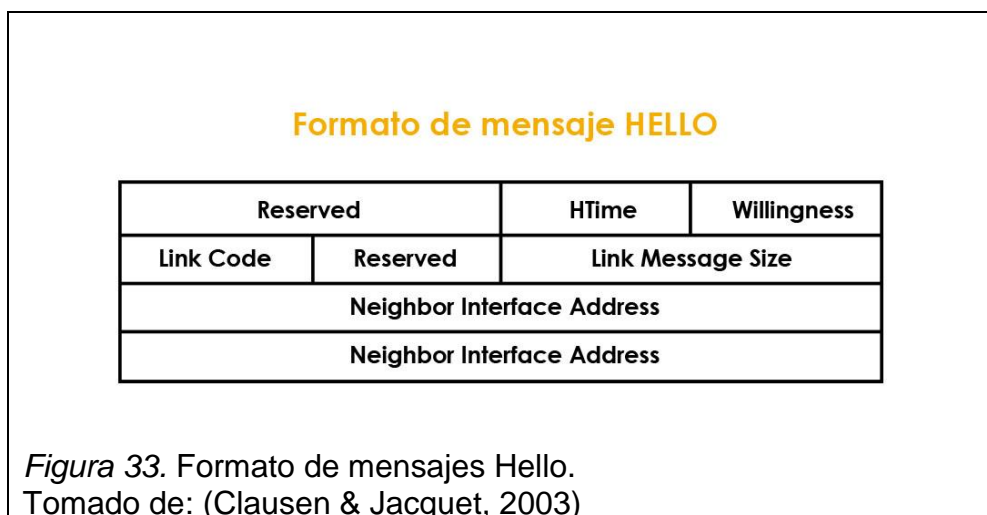 Formato de mensaje HELLO
Reserved HTime Willingness
Link Code Reserved Link Message Size
Neighbor Interface Address
Neighbor Interface Address
Figura 33. Formato de mensajes Hello.
Tomado de: (Clausen & Jacquet, 2003)